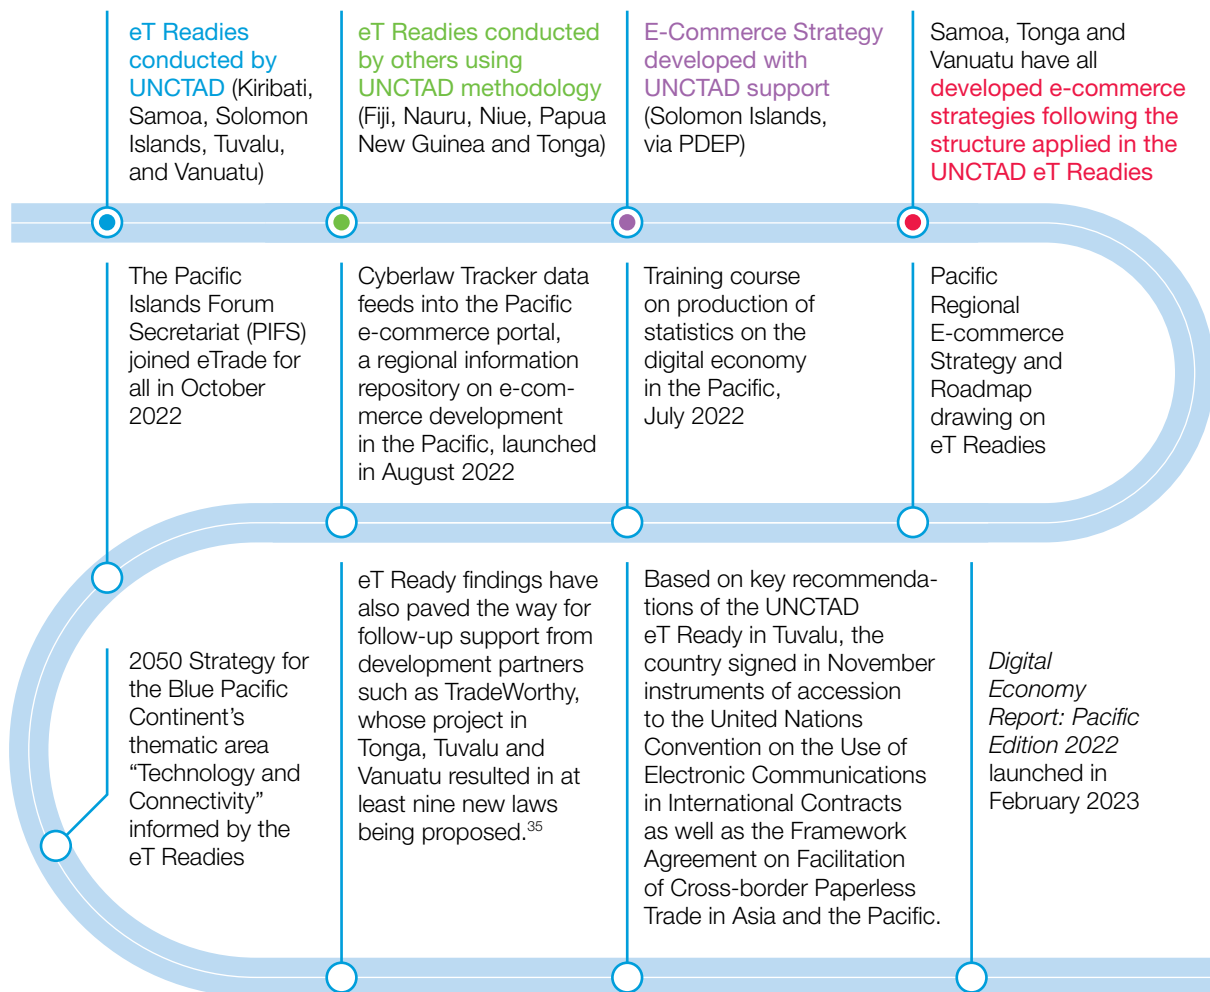 eT Readies
conducted by
UNCTAD (Kiribati,
Samoa, Solomon
Islands, Tuvalu,
and Vanuatu)
eT Readies conducted
by others using
UNCTAD methodology
(Fiji, Nauru, Niue, Papua
New Guinea and Tonga)
E-Commerce Strategy
developed with
UNCTAD support
(Solomon Islands,
via PDEP)
Samoa, Tonga and
Vanuatu have all
developed e-commerce
strategies following the
structure applied in the
UNCTAD eT Readies
The Pacific
Islands Forum
Secretariat (PIFS)
joined eTrade for
all in October
2022
Cyberlaw Tracker data
feeds into the Pacific
e-commerce portal,
a regional information
repository on e-com-
merce development
in the Pacific, launched
in August 2022
Training course
on production of
statistics on the
digital economy
in the Pacific,
July 2022
Pacific
Regional
E-commerce
Strategy and
Roadmap
drawing on
eT Readies
2050 Strategy for
the Blue Pacific
Continent’s
thematic area
“Technology and
Connectivity”
informed by the
eT Readies
eT Ready findings have
also paved the way for
follow-up support from
development partners
such as TradeWorthy,
whose project in
Tonga, Tuvalu and
Vanuatu resulted in at
least nine new laws
being proposed.35
Based on key recommenda-
tions of the UNCTAD
eT Ready in Tuvalu, the
country signed in November
instruments of accession
to the United Nations
Convention on the Use of
Electronic Communications
in International Contracts
as well as the Framework
Agreement on Facilitation
of Cross-border Paperless
Trade in Asia and the Pacific.
Digital
Economy
Report: Pacific
Edition 2022
launched in
February 2023